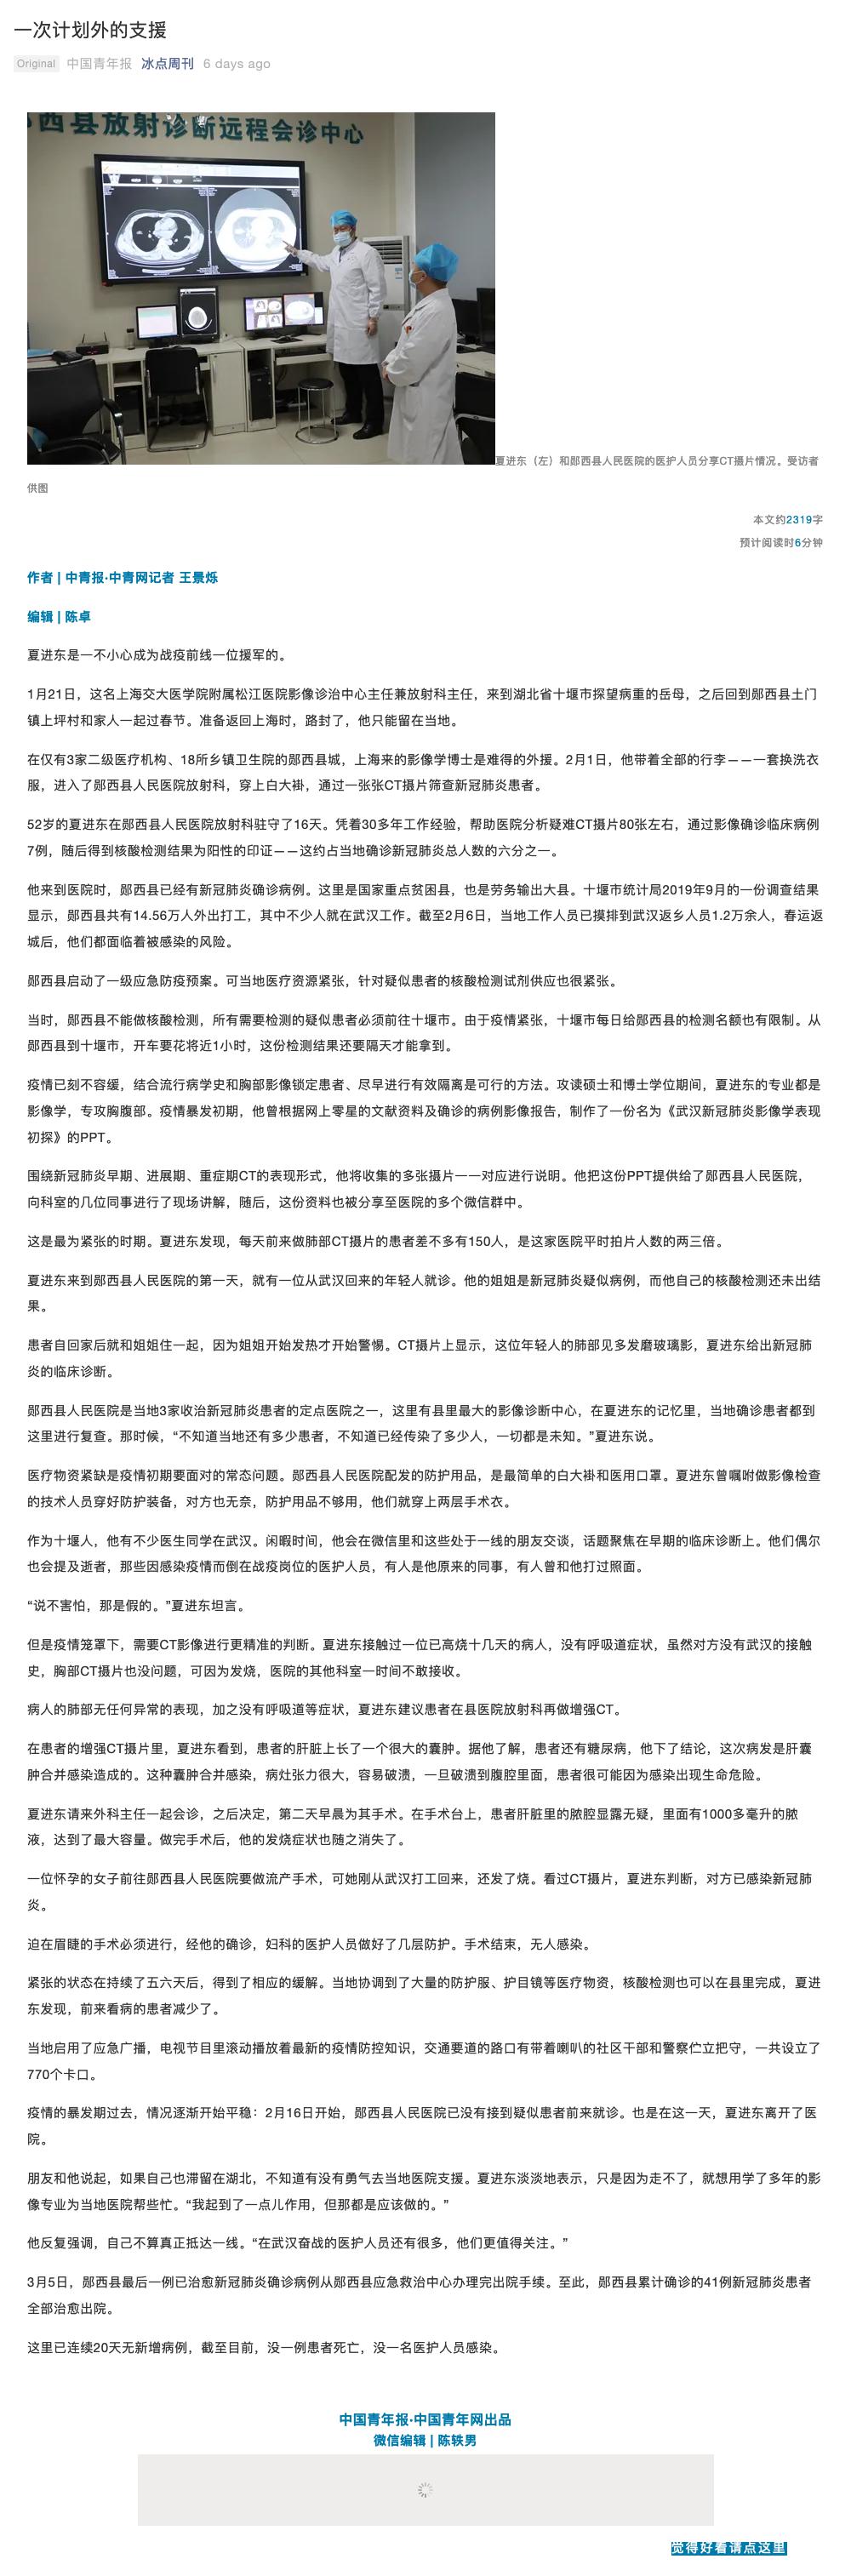 一次计划外的支援
Original 中国青年报 冰点周刊 6 days ago
西县放射诊断远程会诊中心
夏进东（左）和郧西县人民医院的医护人员分享CT摄片情况。受访者
供图
本文约2319字
预计阅读时6分钟
作者 | 中青报·中青网记者 王景烁
编辑 | 陈卓
夏进东是一不小心成为战疫前线一位援军的。
1月21日，这名上海交大医学院附属松江医院影像诊治中心主任兼放射科主任，来到湖北省十堰市探望病重的岳母，之后回到郧西县土门
镇上坪村和家人一起过春节。准备返回上海时，路封了，他只能留在当地。
在仅有3家二级医疗机构、18所乡镇卫生院的郧西县城，上海来的影像学博士是难得的外援。2月1日，他带着全部的行李——一套换洗衣
服，进入了郧西县人民医院放射科，穿上白大褂，通过一张张CT摄片筛查新冠肺炎患者。
52岁的夏进东在郧西县人民医院放射科驻守了16天。凭着30多年工作经验，帮助医院分析疑难CT摄片80张左右，通过影像确诊临床病例
7例，随后得到核酸检测结果为阳性的印证——这约占当地确诊新冠肺炎总人数的六分之一。
他来到医院时，郧西县已经有新冠肺炎确诊病例。这里是国家重点贫困县，也是劳务输出大县。十堰市统计局2019年9月的一份调查结果
显示，郧西县共有14.56万人外出打工，其中不少人就在武汉工作。截至2月6日，当地工作人员已摸排到武汉返乡人员1.2万余人，春运返
城后，他们都面临着被感染的风险。
郧西县启动了一级应急防疫预案。可当地医疗资源紧张，针对疑似患者的核酸检测试剂供应也很紧张。
当时，郧西县不能做核酸检测，所有需要检测的疑似患者必须前往十堰市。由于疫情紧张，十堰市每日给郧西县的检测名额也有限制。从
郧西县到十堰市，开车要花将近1小时，这份检测结果还要隔天才能拿到。
疫情已刻不容缓，结合流行病学史和胸部影像锁定患者、尽早进行有效隔离是可行的方法。攻读硕士和博士学位期间，夏进东的专业都是
影像学，专攻胸腹部。疫情暴发初期，他曾根据网上零星的文献资料及确诊的病例影像报告，制作了一份名为《武汉新冠肺炎影像学表现
初探》的PPT。
围绕新冠肺炎早期、进展期、重症期CT的表现形式，他将收集的多张摄片一一对应进行说明。他把这份PPT提供给了郧西县人民医院，
向科室的几位同事进行了现场讲解，随后，这份资料也被分享至医院的多个微信群中。
这是最为紧张的时期。夏进东发现，每天前来做肺部CT摄片的患者差不多有150人，是这家医院平时拍片人数的两三倍。
夏进东来到郧西县人民医院的第一天，就有一位从武汉回来的年轻人就诊。他的姐姐是新冠肺炎疑似病例，而他自己的核酸检测还未出结
果。
患者自回家后就和姐姐住一起，因为姐姐开始发热才开始警惕。CT摄片上显示，这位年轻人的肺部见多发磨玻璃影，夏进东给出新冠肺
炎的临床诊断。
郧西县人民医院是当地3家收治新冠肺炎患者的定点医院之一，这里有县里最大的影像诊断中心，在夏进东的记忆里，当地确诊患者都到
这里进行复查。那时候，“不知道当地还有多少患者，不知道已经传染了多少人，一切都是未知。”夏进东说。
医疗物资紧缺是疫情初期要面对的常态问题。郧西县人民医院配发的防护用品，是最简单的白大褂和医用口罩。夏进东曾嘱咐做影像检查
的技术人员穿好防护装备，对方也无奈，防护用品不够用，他们就穿上两层手术衣。
作为十堰人，他有不少医生同学在武汉。闲暇时间，他会在微信里和这些处于一线的朋友交谈，话题聚焦在早期的临床诊断上。他们偶尔
也会提及逝者，那些因感染疫情而倒在战疫岗位的医护人员，有人是他原来的同事，有人曾和他打过照面。
“说不害怕，那是假的。”夏进东坦言。
但是疫情笼罩下，需要CT影像进行更精准的判断。夏进东接触过一位已高烧十几天的病人，没有呼吸道症状，虽然对方没有武汉的接触
史，胸部CT摄片也没问题，可因为发烧，医院的其他科室一时间不敢接收。
病人的肺部无任何异常的表现，加之没有呼吸道等症状，夏进东建议患者在县医院放射科再做增强CT。
在患者的增强CT摄片里，夏进东看到，患者的肝脏上长了一个很大的囊肿。据他了解，患者还有糖尿病，他下了结论，这次病发是肝囊
肿合并感染造成的。这种囊肿合并感染，病灶张力很大，容易破溃，一旦破溃到腹腔里面，患者很可能因为感染出现生命危险。
夏进东请来外科主任一起会诊，之后决定，第二天早晨为其手术。在手术台上，患者肝脏里的脓腔显露无疑，里面有1000多毫升的脓
液，达到了最大容量。做完手术后，他的发烧症状也随之消失了。
一位怀孕的女子前往郧西县人民医院要做流产手术，可她刚从武汉打工回来，还发了烧。看过CT摄片，夏进东判断，对方已感染新冠肺
炎。
迫在眉睫的手术必须进行，经他的确诊，妇科的医护人员做好了几层防护。手术结束，无人感染。
紧张的状态在持续了五六天后，得到了相应的缓解。当地协调到了大量的防护服、护目镜等医疗物资，核酸检测也可以在县里完成，夏进
东发现，前来看病的患者减少了。
当地启用了应急广播，电视节目里滚动播放着最新的疫情防控知识，交通要道的路口有带着喇叭的社区干部和警察伫立把守，一共设立了
770个卡口。
疫情的暴发期过去，情况逐渐开始平稳：2月16日开始，郧西县人民医院已没有接到疑似患者前来就诊。也是在这一天，夏进东离开了医
院。
朋友和他说起，如果自己也滞留在湖北，不知道有没有勇气去当地医院支援。夏进东淡淡地表示，只是因为走不了，就想用学了多年的影
像专业为当地医院帮些忙。“我起到了一点儿作用，但那都是应该做的。”
他反复强调，自己不算真正抵达一线。“在武汉奋战的医护人员还有很多，他们更值得关注。”
3月5日，郧西县最后一例已治愈新冠肺炎确诊病例从郧西县应急救治中心办理完出院手续。至此，郧西县累计确诊的41例新冠肺炎患者
全部治愈出院。
这里已连续20天无新增病例，截至目前，没一例患者死亡，没一名医护人员感染。
中国青年报·中国青年网出品
微信编辑 | 陈轶男
觉得好看请点这里